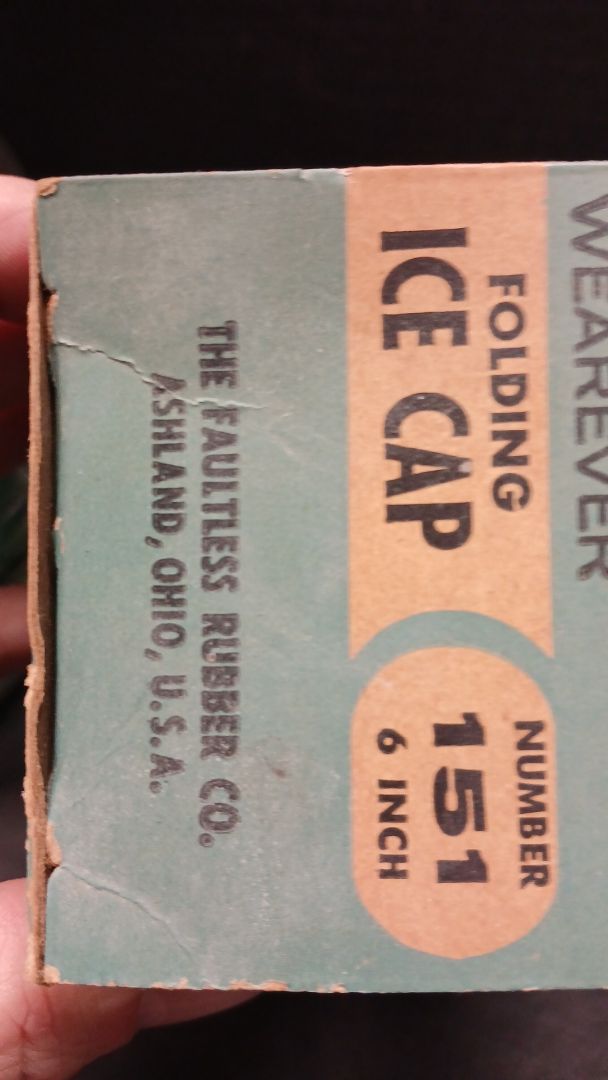 WEAREVER
FOLDING
ICE CAP
NUMBER
151
6 INCH
THE FAULTLESS RUBBER CO.
ASHLAND, OHIO, U.S.A.